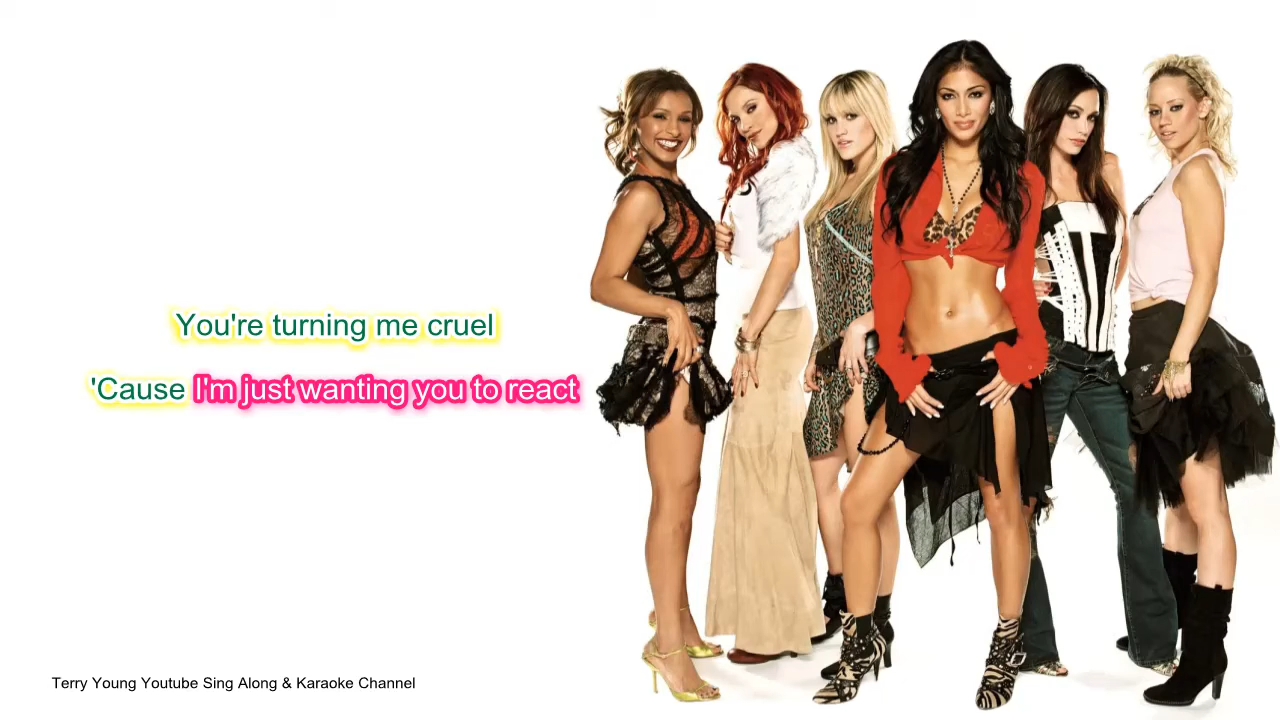 You're turning me cruel
'Cause I'm just wanting you to react
Terry Young Youtube Sing Along & Karaoke Channel